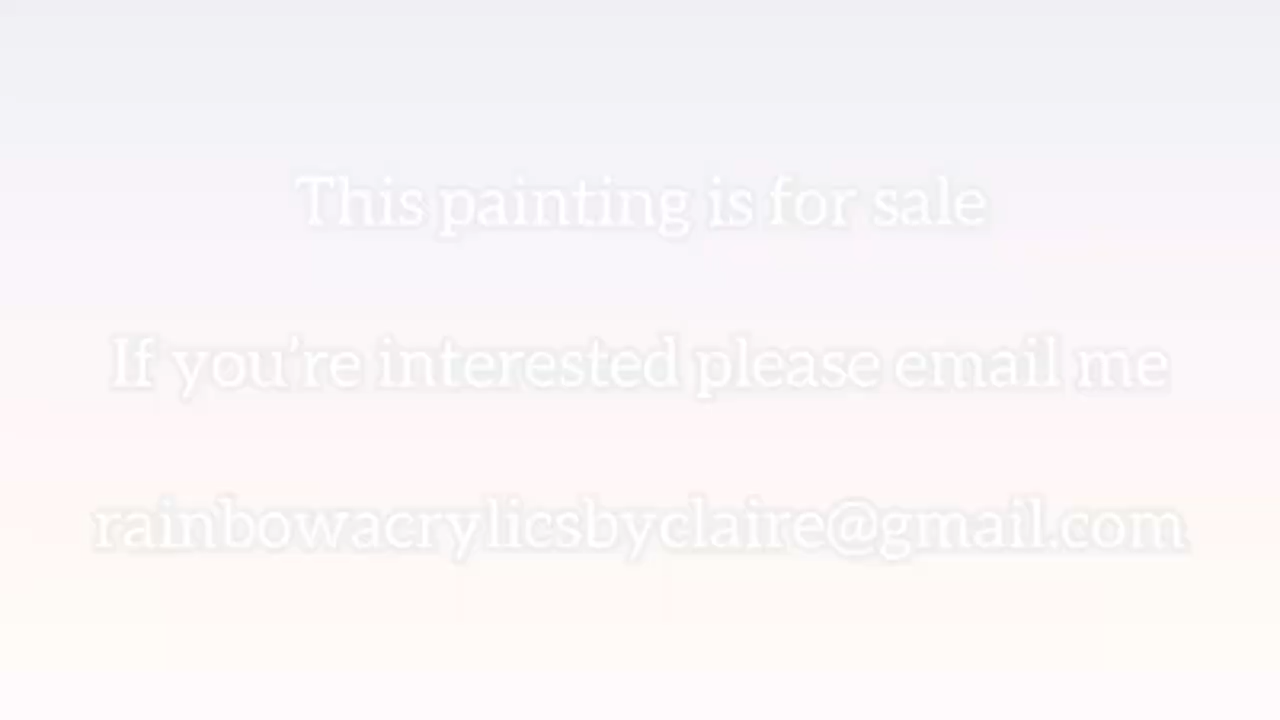 This painting is for sale
If you're interested please email me
rainbowacrylicsbyclaire@gmail.com